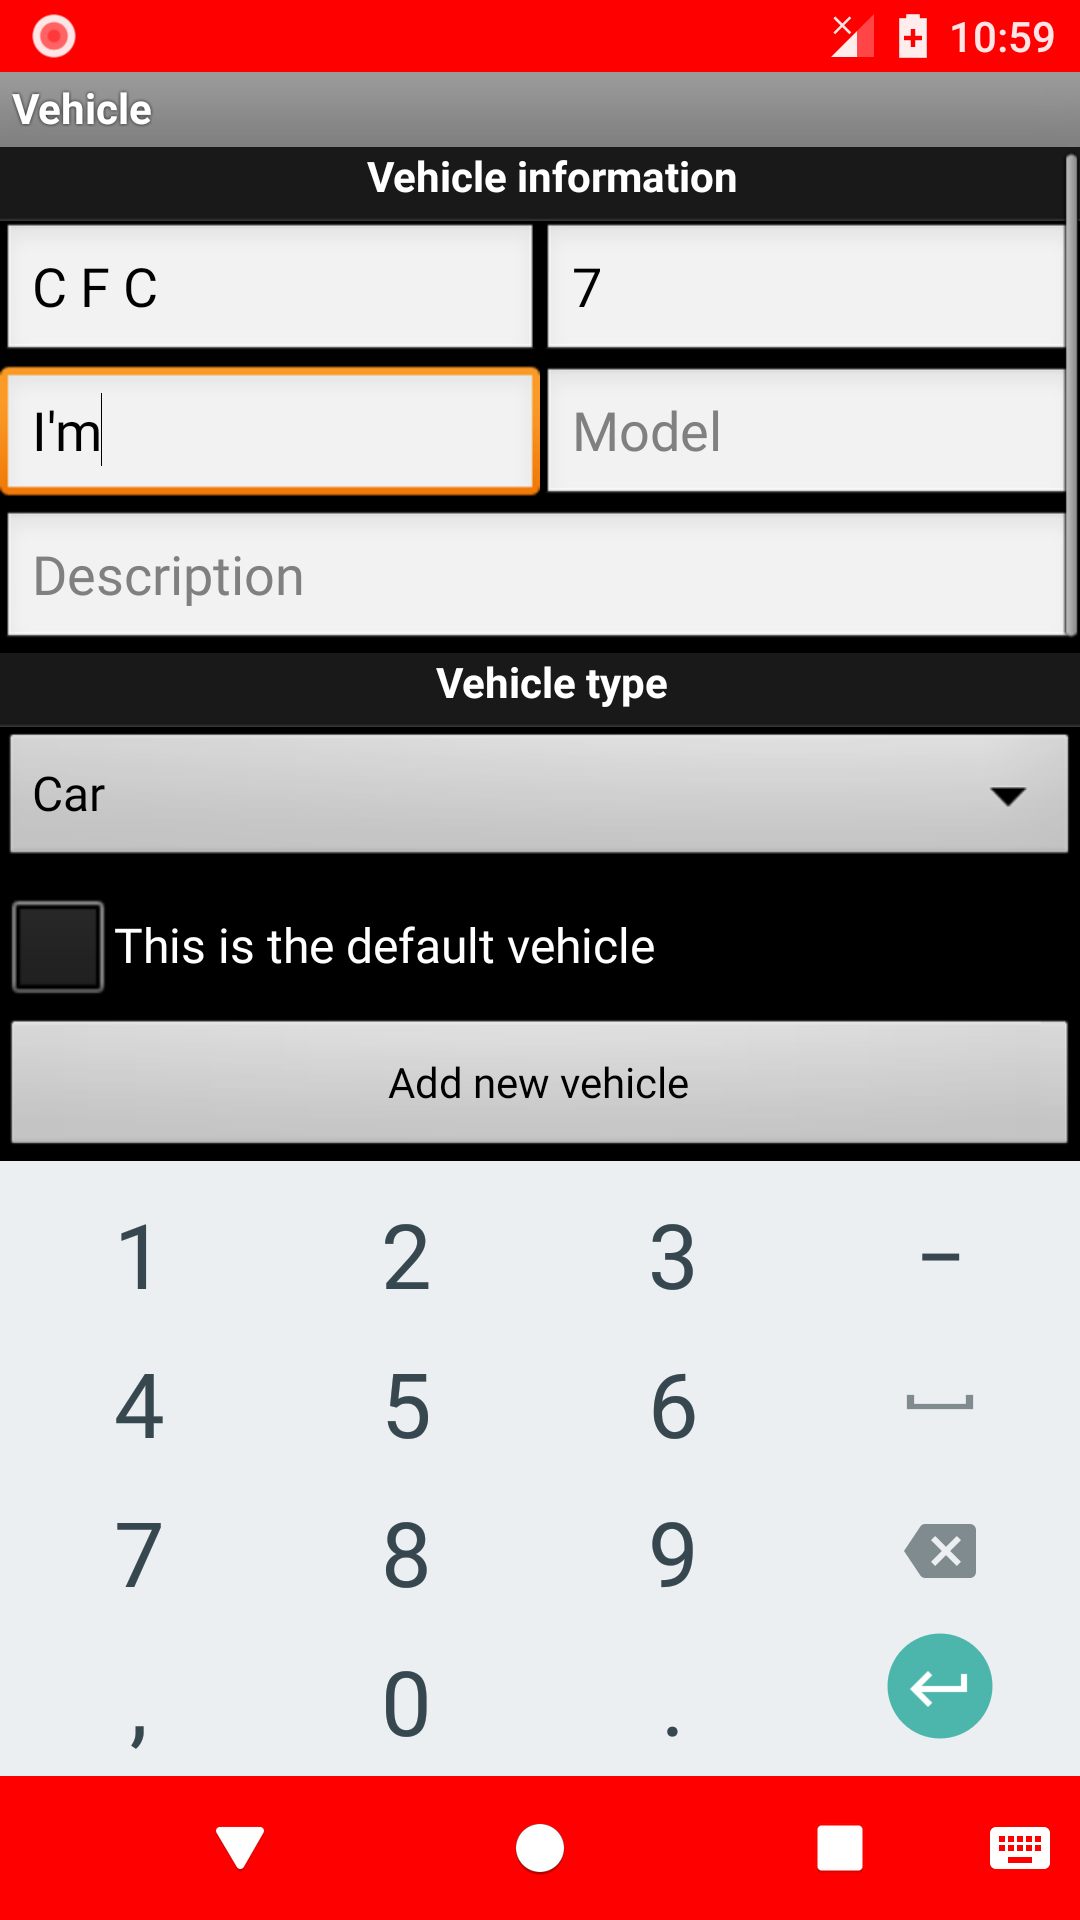 10:59
Vehicle
Vehicle information
C F C 7
I'm Model
Description
Vehicle type
Car
This is the default vehicle
Add new vehicle
1 2 3 –
4 5 6
7 8 9
, 0 .